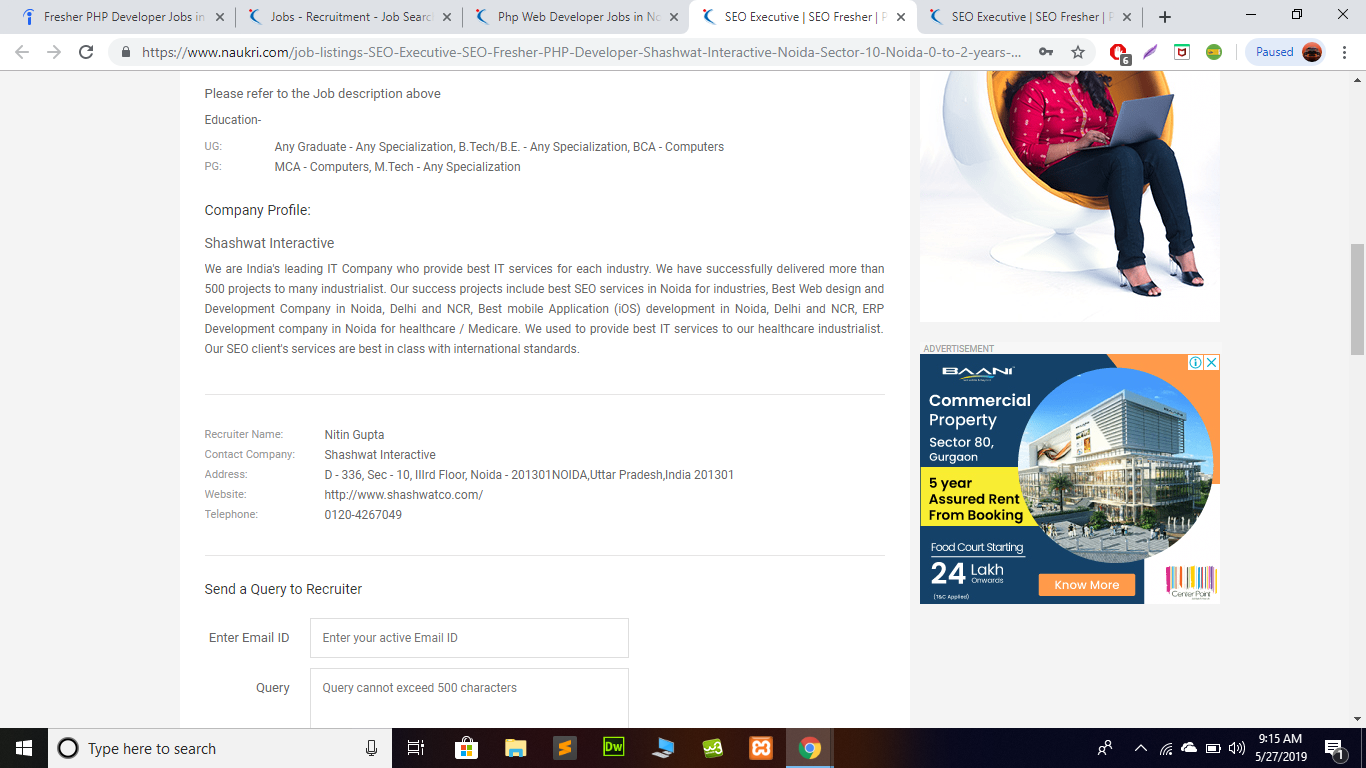 Fresher PHP Developer Jobs in
Jobs - Recruitment - Job Search
Php Web Developer Jobs in No
SEO Executive | SEO Fresher | P
SEO Executive | SEO Fresher | P
https://www.naukri.com/job-listings-SEO-Executive-SEO-Fresher-PHP-Developer-Shashwat-Interactive-Noida-Sector-10-Noida-0-to-2-years-...
6
Paused
Please refer to the Job description above
Education-
UG: Any Graduate - Any Specialization, B.Tech/B.E. - Any Specialization, BCA - Computers
PG: MCA - Computers, M.Tech - Any Specialization
Company Profile:
Shashwat Interactive
We are India's leading IT Company who provide best IT services for each industry. We have successfully delivered more than
500 projects to many industrialist. Our success projects include best SEO services in Noida for industries, Best Web design and
Development Company in Noida, Delhi and NCR, Best mobile Application (iOS) development in Noida, Delhi and NCR, ERP
Development company in Noida for healthcare / Medicare. We used to provide best IT services to our healthcare industrialist.
Our SEO client's services are best in class with international standards.
Recruiter Name: Nitin Gupta
Contact Company: Shashwat Interactive
Address: D - 336, Sec - 10, IIIrd Floor, Noida - 201301NOIDA,Uttar Pradesh,India 201301
Website: http://www.shashwatco.com/
Telephone: 0120-4267049
Send a Query to Recruiter
Enter Email ID
Enter your active Email ID
Query
Query cannot exceed 500 characters
ADVERTISEMENT
BAANI
Commercial
Property
Sector 80,
Gurgaon
5 year
Assured Rent
From Booking
Food Court Starting
24 Lakh
Onwards
(T&C Applied)
Know More
Center Point
Type here to search
Dw
9:15 AM
5/27/2019
1